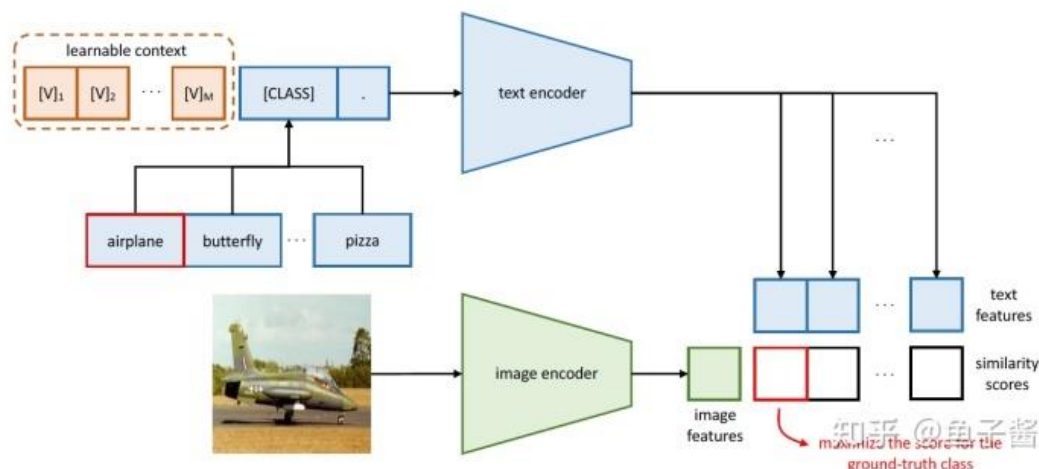 learnable context
[V]₁ [V]₂ ··· [V]M [CLASS] .
text encoder
···
airplane butterfly ··· pizza
··· text
features
image encoder
··· similarity
scores
image
features
知乎 @鱼子酱
maximize the score for the
ground-truth class